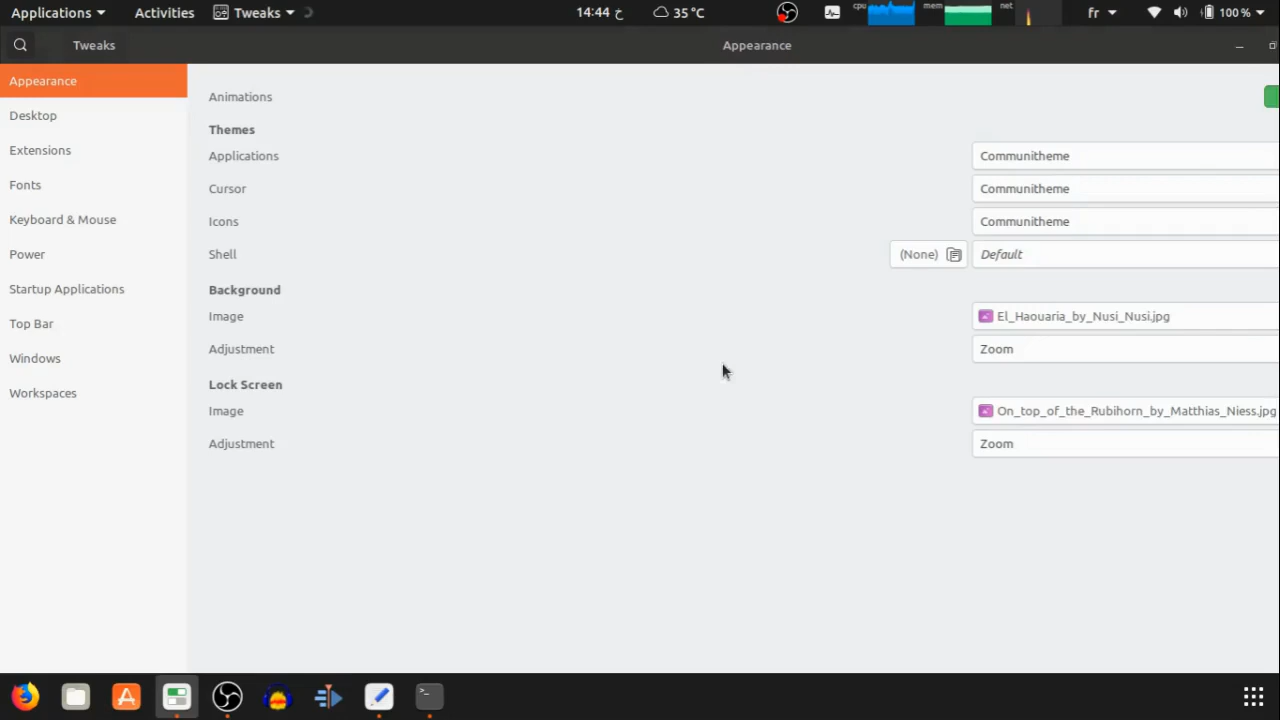 Applications Activities Tweaks 14:44 خ 35 °C cpu mem net fr 100 %
Tweaks Appearance
Appearance
Desktop
Extensions
Fonts
Keyboard & Mouse
Power
Startup Applications
Top Bar
Windows
Workspaces
Animations
Themes
Applications Communitheme
Cursor Communitheme
Icons Communitheme
Shell (None) Default
Background
Image El_Haouaria_by_Nusi_Nusi.jpg
Adjustment Zoom
Lock Screen
Image On_top_of_the_Rubihorn_by_Matthias_Niess.jpg
Adjustment Zoom